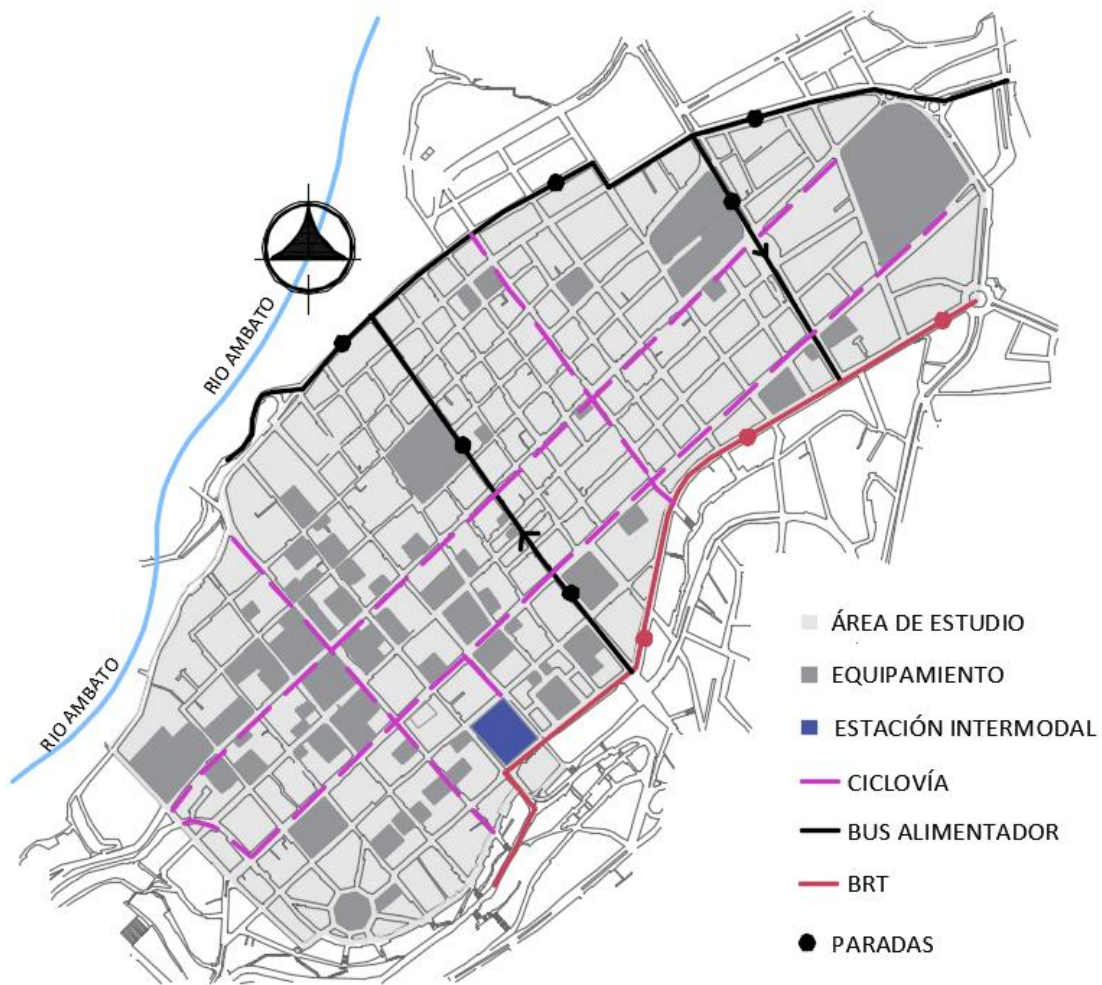 RIO AMBATO
RIO AMBATO
ÁREA DE ESTUDIO
EQUIPAMIENTO
ESTACIÓN INTERMODAL
CICLOVÍA
BUS ALIMENTADOR
BRT
PARADAS